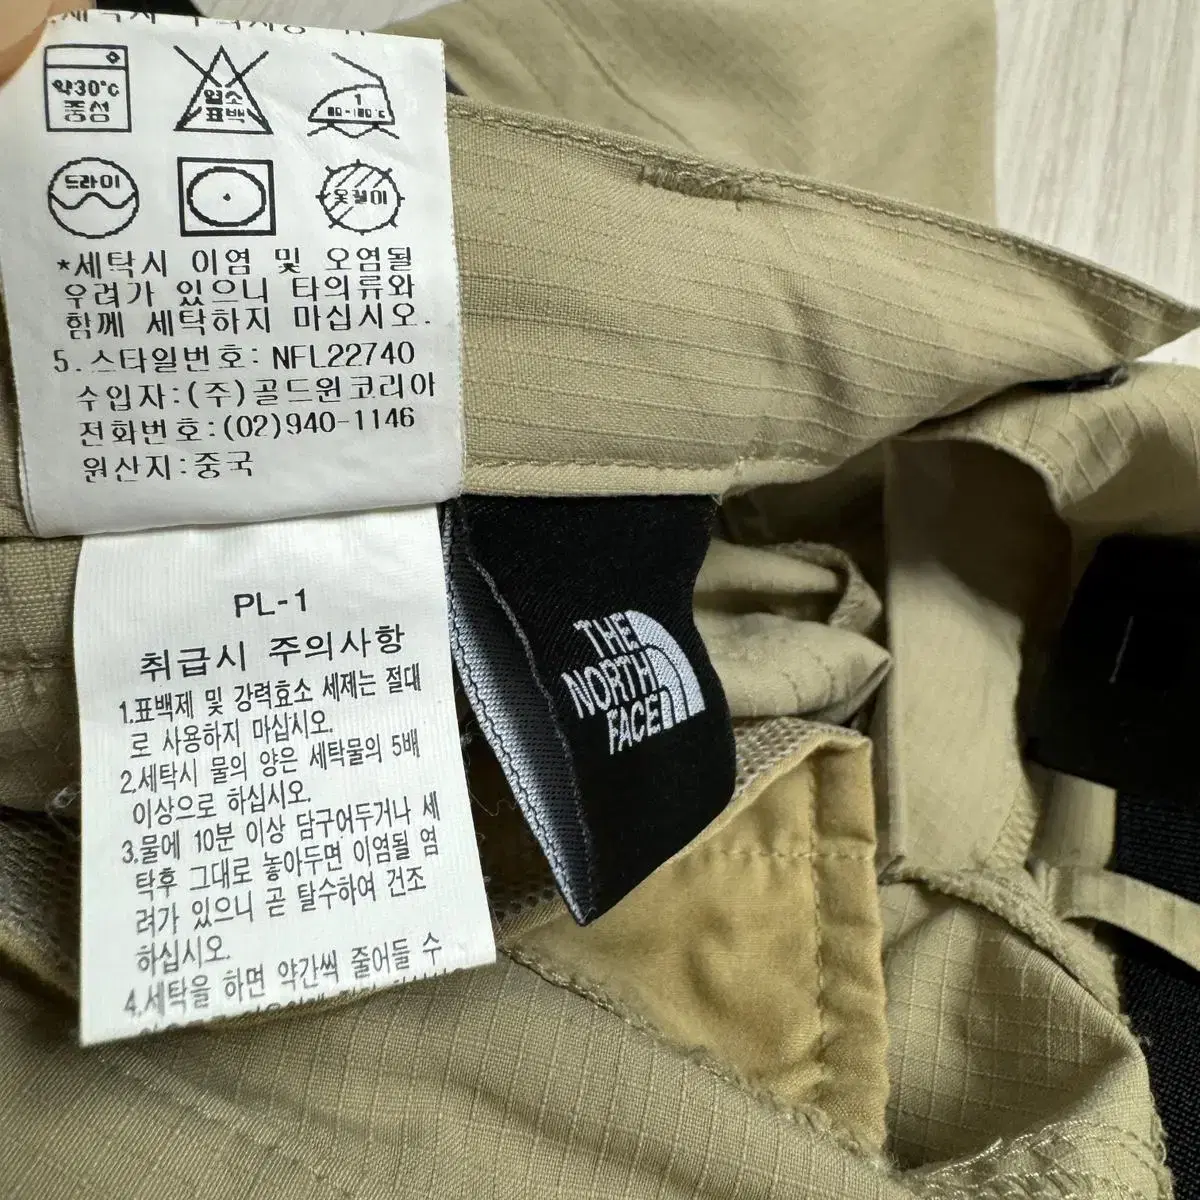 약30℃
중성
염소
표백
1
80-120℃
드라이
옷걸이
*세탁시 이염 및 오염될
우려가 있으니 타의류와
함께 세탁하지 마십시오.
5.스타일번호:NFL22740
수입자:(주)골드윈코리아
전화번호:(02)940-1146
원산지:중국
PL-1
취급시 주의사항
1.표백제 및 강력효소 세제는 절대
로 사용하지 마십시오.
2.세탁시 물의 양은 세탁물의 5배
이상으로 하십시오.
3.물에 10분 이상 담구어두거나 세
탁후 그대로 놓아두면 이염될 염
려가 있으니 곧 탈수하여 건조
하십시오.
4.세탁을 하면 약간씩 줄어들 수
THE
NORTH
FACE